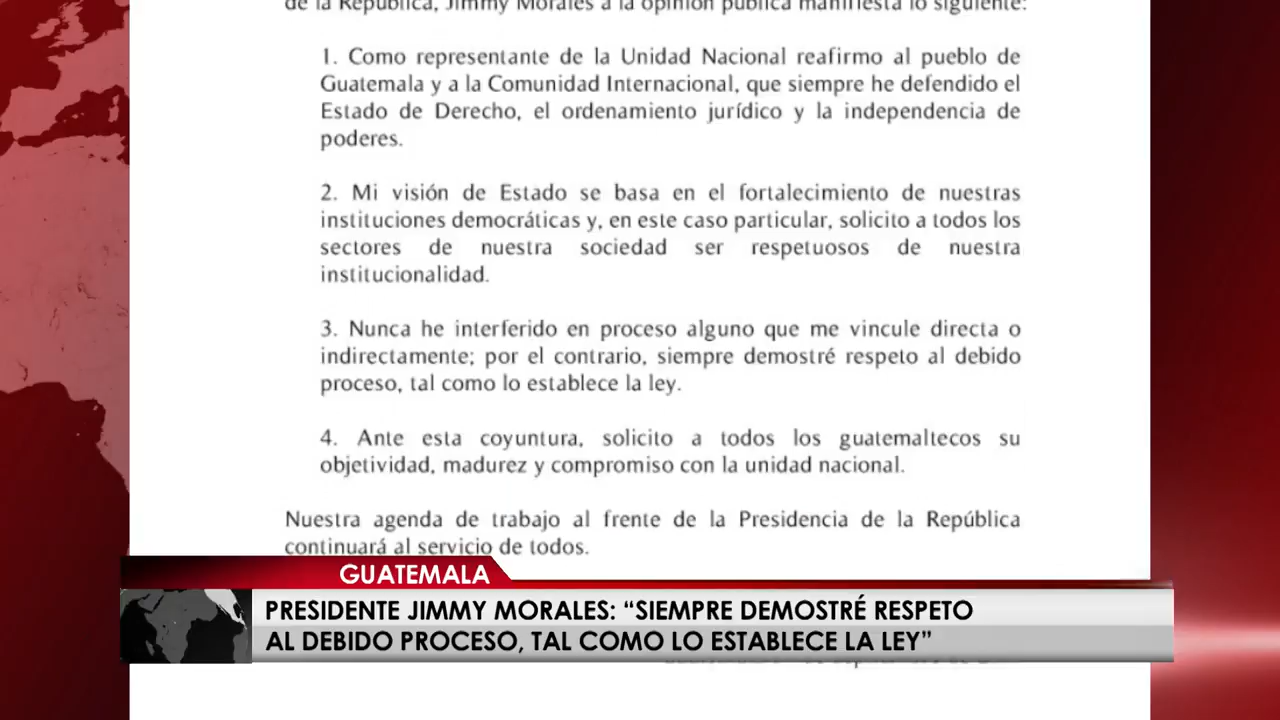 de la República, Jimmy Morales a la opinión pública manifiesta lo siguiente:
1. Como representante de la Unidad Nacional reafirmo al pueblo de
Guatemala y a la Comunidad Internacional, que siempre he defendido el
Estado de Derecho, el ordenamiento jurídico y la independencia de
poderes.
2. Mi visión de Estado se basa en el fortalecimiento de nuestras
instituciones democráticas y, en este caso particular, solicito a todos los
sectores de nuestra sociedad ser respetuosos de nuestra
institucionalidad.
3. Nunca he interferido en proceso alguno que me vincule directa o
indirectamente; por el contrario, siempre demostré respeto al debido
proceso, tal como lo establece la ley.
4. Ante esta coyuntura, solicito a todos los guatemaltecos su
objetividad, madurez y compromiso con la unidad nacional.
Nuestra agenda de trabajo al frente de la Presidencia de la República
continuará al servicio de todos.
GUATEMALA
PRESIDENTE JIMMY MORALES: “SIEMPRE DEMOSTRÉ RESPETO
AL DEBIDO PROCESO, TAL COMO LO ESTABLECE LA LEY”